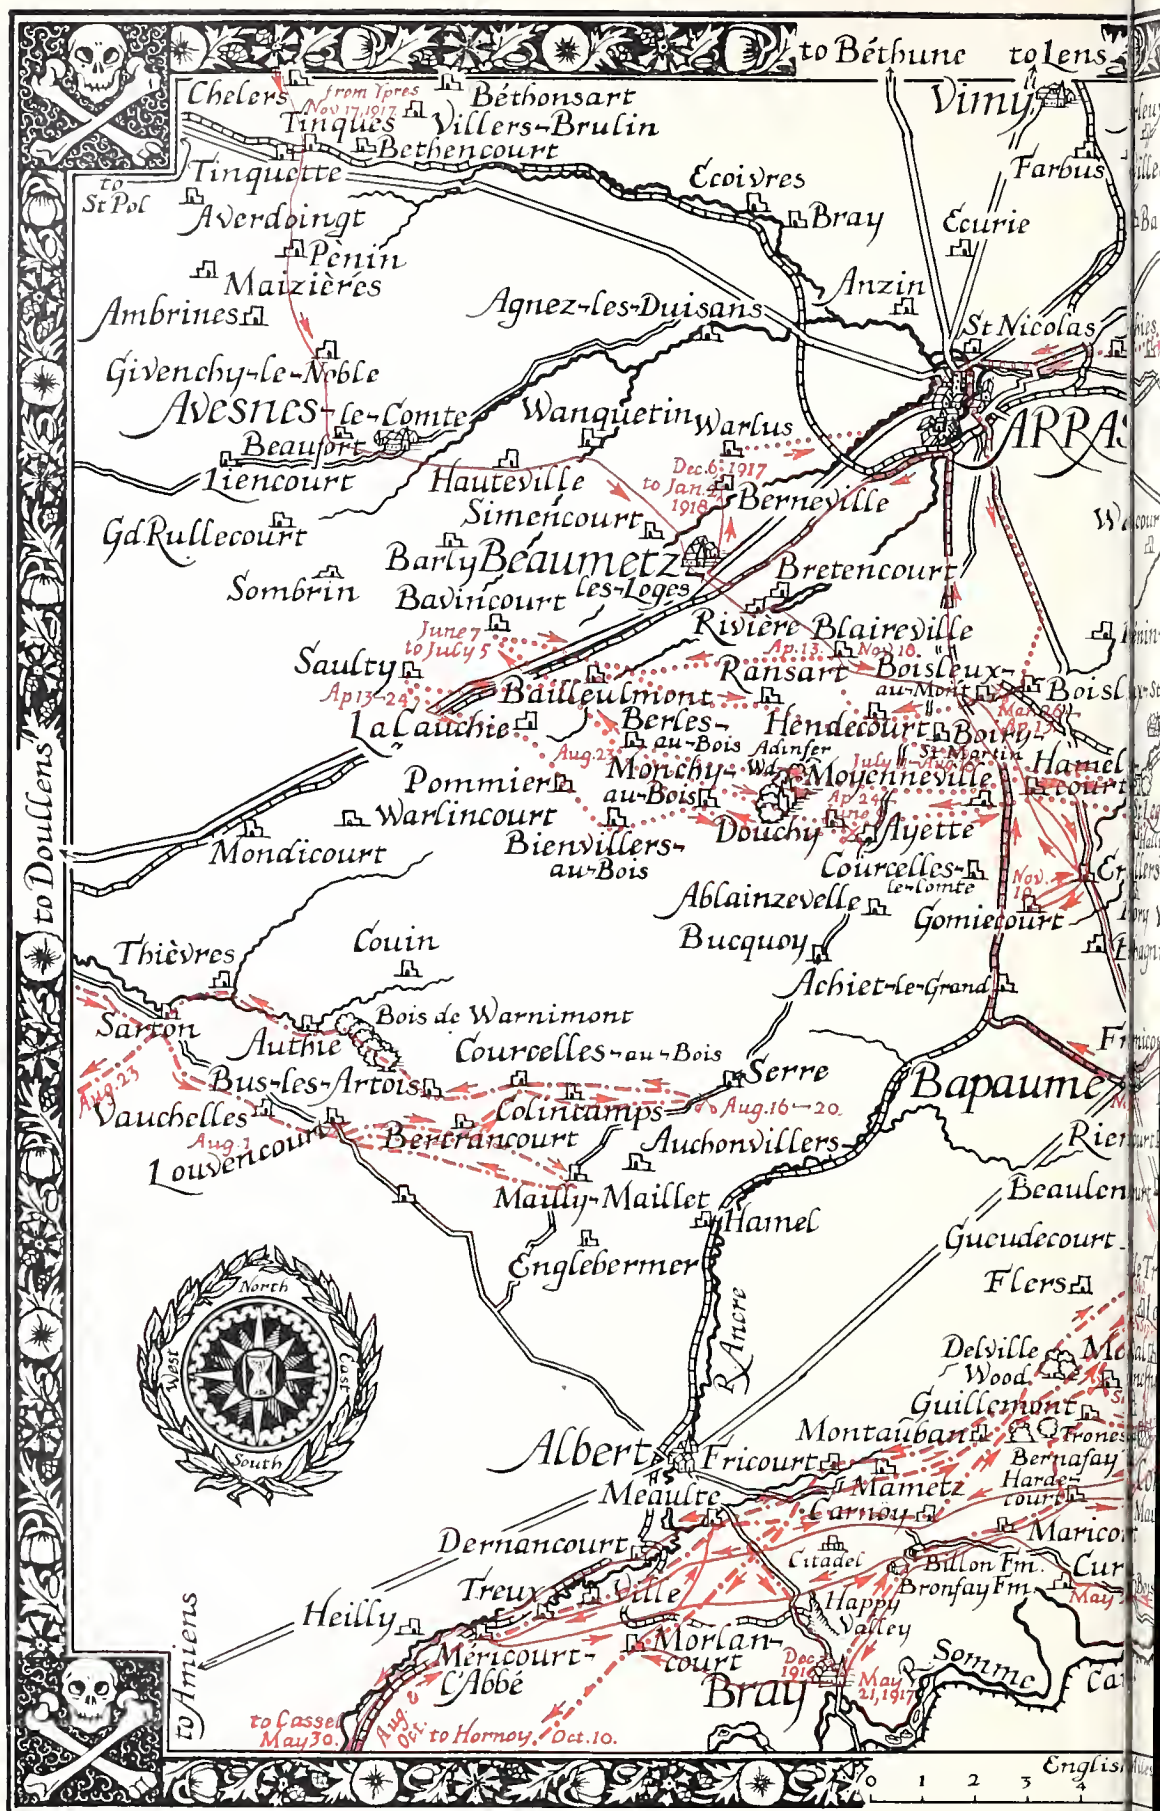 to Béthune
to Lens
Chelers
from Ypres
Nov 17, 1917
Béthonsart
Vimy
Tinques
Villers-Brulin
Bethencourt
Farbus
Tinquette
to
St Pol
Ecoivres
Averdoingt
Bray
Ecurie
Pènin
Maizières
Anzin
Ambrines
Agnez-les-Duisans
St Nicolas
Givenchy-le-Noble
Avesnes-le-Comte
Wanquetin
Warlus
ARRAS
Beaufort
Liencourt
Hauteville
Dec. 6. 1917
to Jan. 4
1918
Berneville
Simencourt
Gd. Rullecourt
Barly
Beaumetz
les-Loges
Bretencourt
Sombrin
Bavincourt
Rivière
Blaireville
June 7
to July 5
Ap. 13.
Nov 18.
Saulty
Ap 13-24
Bailleulmont
Ransart
Boisleux-
au-Mont
La Cauchie
Berles-
au-Bois
Hendecourt
Boiry-
St Martin
Mar. 26
Adinfer
Wd.
Aug. 23
Monchy-
au-Bois
Moyenneville
Hamel
court
Pommier
Ap 24
Warlincourt
Douchy
Ayette
Mondicourt
Bienvillers-
au-Bois
Courcelles-
le-Comte
to Doullens
Ablainzevelle
Gomiecourt
Nov.
Bucquoy
Thièvres
Couin
Achiet-le-Grand
Sarton
Bois de Warnimont
Authie
Courcelles-au-Bois
Aug. 23
Bus-les-Artois
Serre
Bapaume
Vauchelles
Colincamps
Aug. 16-20.
Aug. 1
Bertrancourt
Auchonvillers
Louvencourt
Mailly-Maillet
Hamel
Englebermer
Gueudecourt
Flers
North
West
East
South
R Ancre
Delville
Wood
Guillemont
Montauban
Trones
Bernafay
Albert
Fricourt
Mametz
Harde-
court
Meaulte
Carnoy
Dernancourt
Citadel
Billon Fm.
Bronfay Fm.
Treux
Ville
Happy
Valley
Heilly
Méricourt-
l'Abbé
Morlan-
court
to Amiens
Bray
May
21, 1917
R Somme
to Cassel
May 30.
Aug.
Oct.
to Hornoy.
Oct. 10.
0 1 2 3 4